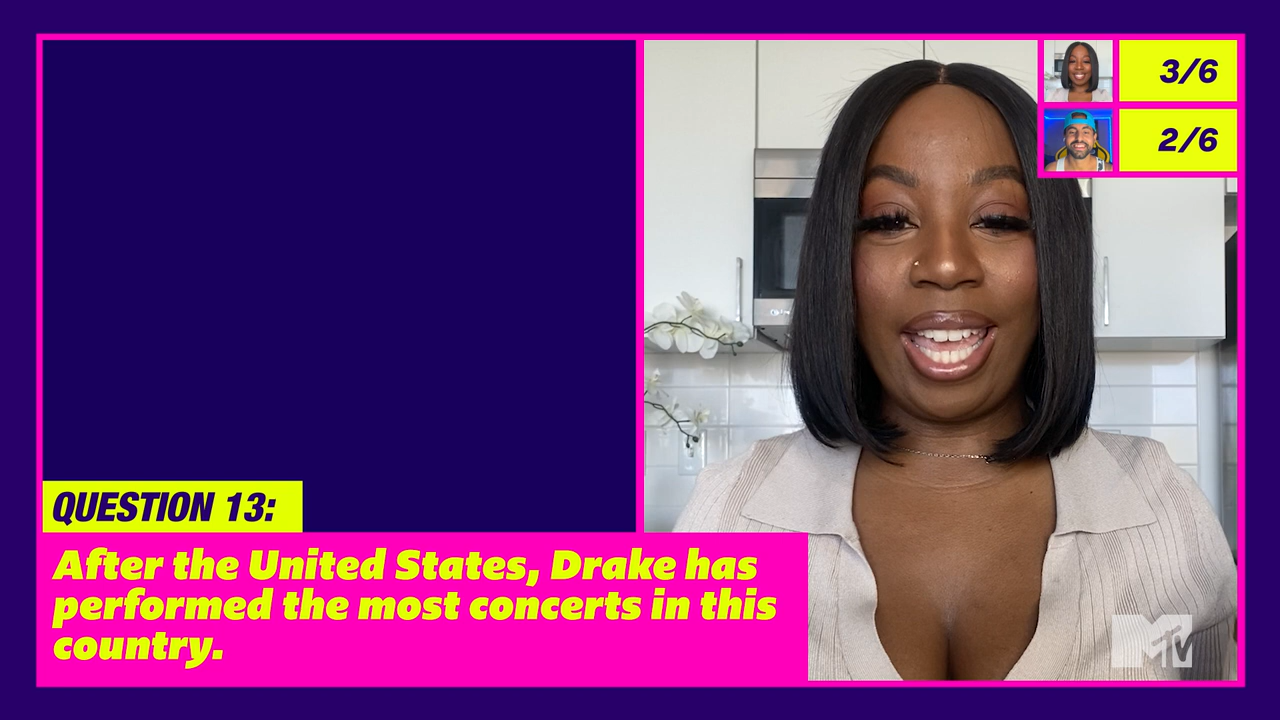 3/6
2/6
QUESTION 13:
After the United States, Drake has
performed the most concerts in this
country.
MTV